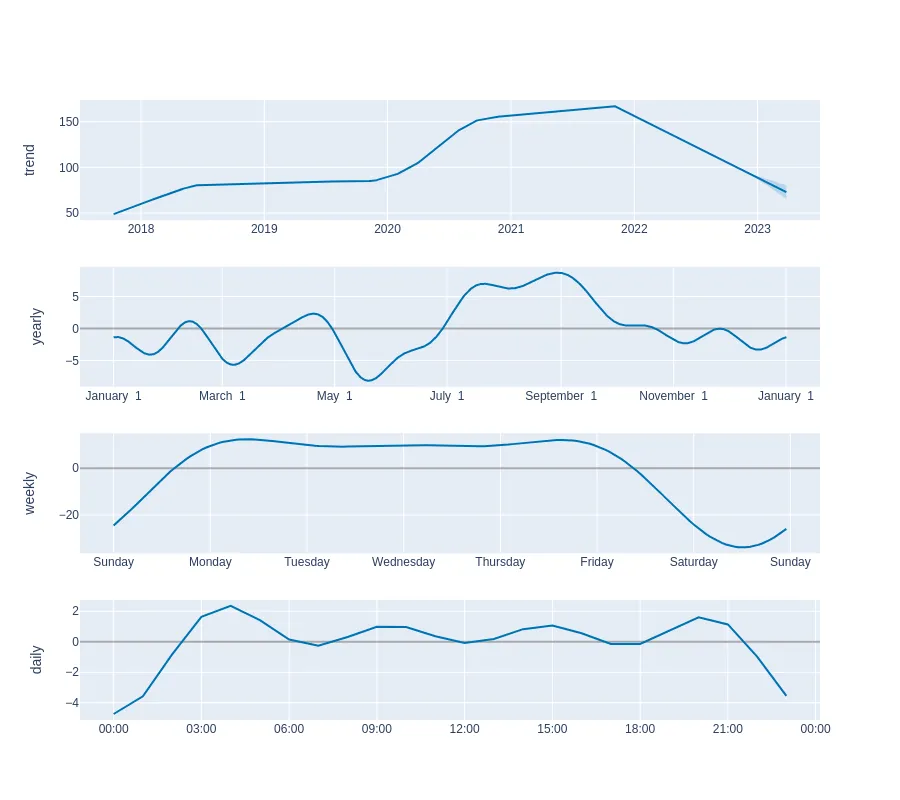 trend
150
100
50
2018 2019 2020 2021 2022 2023
yearly
5
0
−5
January 1 March 1 May 1 July 1 September 1 November 1 January 1
weekly
0
−20
Sunday Monday Tuesday Wednesday Thursday Friday Saturday Sunday
daily
2
0
−2
−4
00:00 03:00 06:00 09:00 12:00 15:00 18:00 21:00 00:00